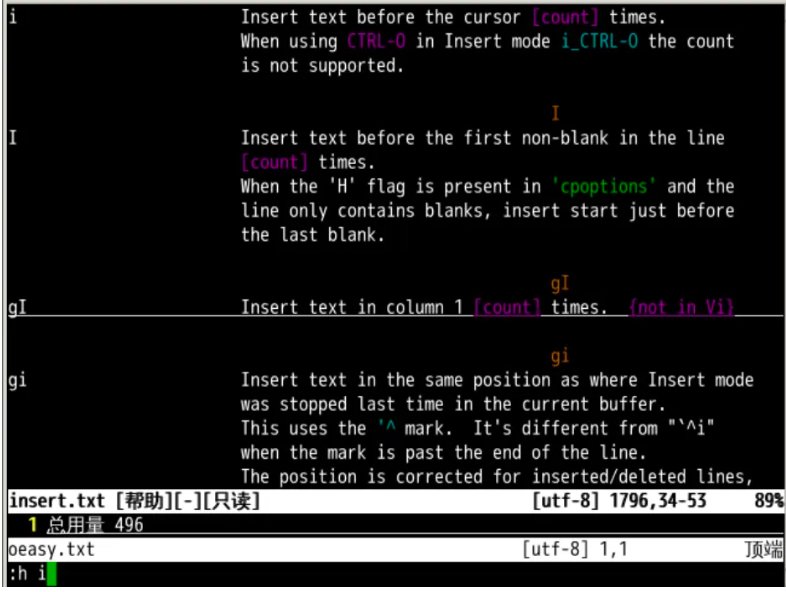 i Insert text before the cursor [count] times.
When using CTRL-O in Insert mode i_CTRL-O the count
is not supported.
I
I Insert text before the first non-blank in the line
[count] times.
When the 'H' flag is present in 'cpoptions' and the
line only contains blanks, insert start just before
the last blank.
gI
gI Insert text in column 1 [count] times. {not in Vi}
gi
gi Insert text in the same position as where Insert mode
was stopped last time in the current buffer.
This uses the '^ mark. It's different from "`^i"
when the mark is past the end of the line.
The position is corrected for inserted/deleted lines,
insert.txt [帮助][-][只读] [utf-8] 1796,34-53 89%
1 总用量 496
oeasy.txt [utf-8] 1,1 顶端
:h i